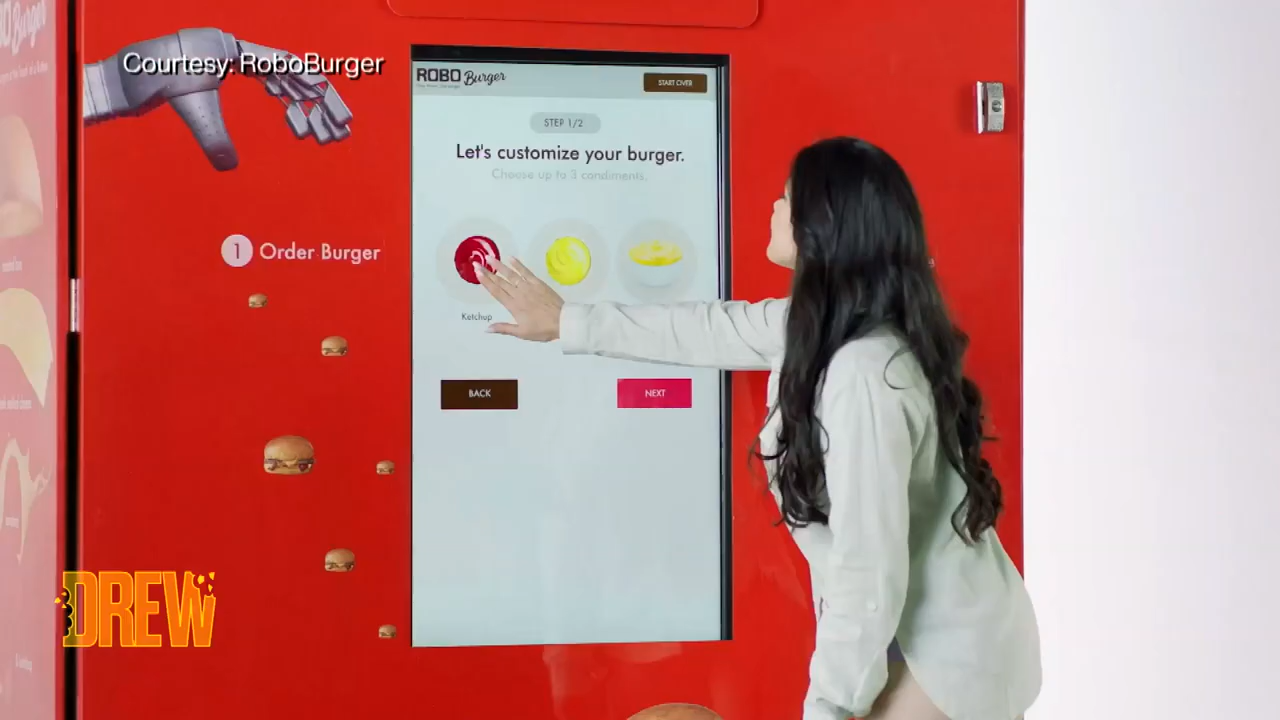 Courtesy: RoboBurger
ROBO Burger
START OVER
STEP 1/2
Let's customize your burger.
Choose up to 3 condiments.
1 Order Burger
Ketchup
BACK
NEXT
DREW